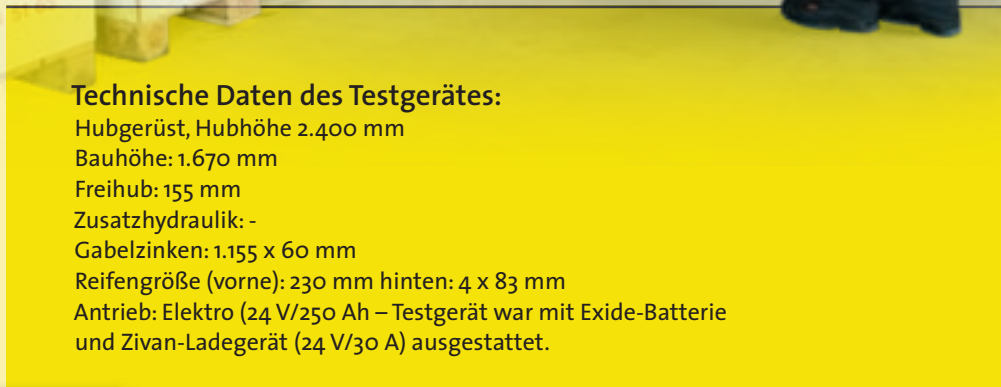 Technische Daten des Testgerätes:
Hubgerüst, Hubhöhe 2.400 mm
Bauhöhe: 1.670 mm
Freihub: 155 mm
Zusatzhydraulik: -
Gabelzinken: 1.155 x 60 mm
Reifengröße (vorne): 230 mm hinten: 4 x 83 mm
Antrieb: Elektro (24 V/250 Ah – Testgerät war mit Exide-Batterie
und Zivan-Ladegerät (24 V/30 A) ausgestattet.